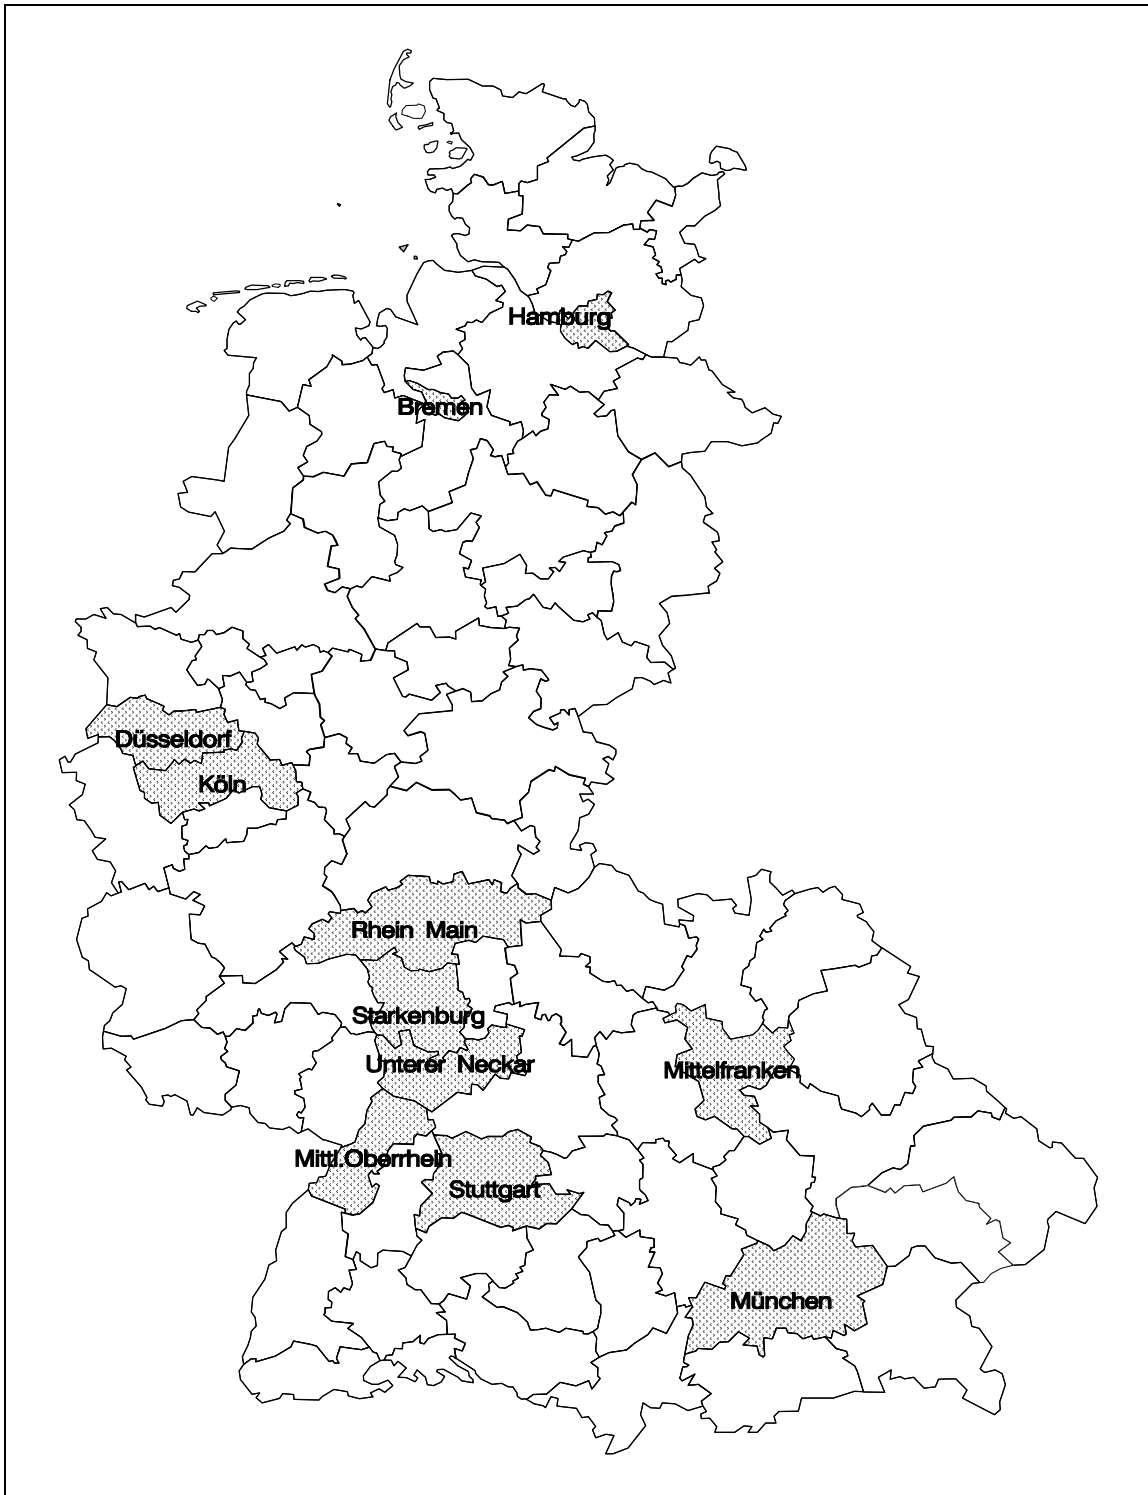 Hamburg
Bremen
Düsseldorf
Köln
Rhein Main
Starkenburg
Unterer Neckar
Mittelfranken
Mittl.Oberrhein
Stuttgart
München